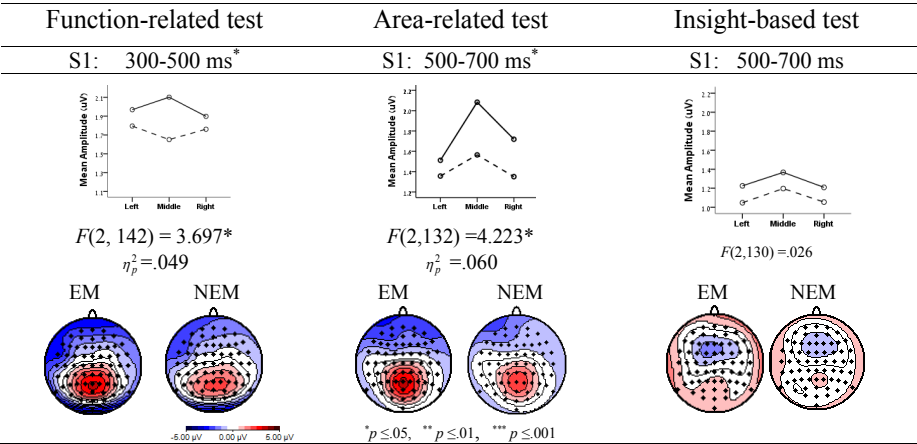 Function-related test Area-related test Insight-based test
S1: 300-500 ms* S1: 500-700 ms* S1: 500-700 ms
Mean Amplitude (uV)
2.1
1.9
1.7
1.5
1.3
1.1
Left Middle Right
Mean Amplitude (uV)
2.2
2.0
1.8
1.6
1.4
1.2
Left Middle Right
Mean Amplitude (uV)
2.2
2.0
1.8
1.6
1.4
1.2
1.0
Left Middle Right
F(2, 142) = 3.697* F(2,132) =4.223* F(2,130) =.026
η²p =.049 η²p =.060
EM NEM EM NEM EM NEM
-5.00 µV 0.00 µV 5.00 µV
*p ≤.05, **p ≤.01, ***p ≤.001